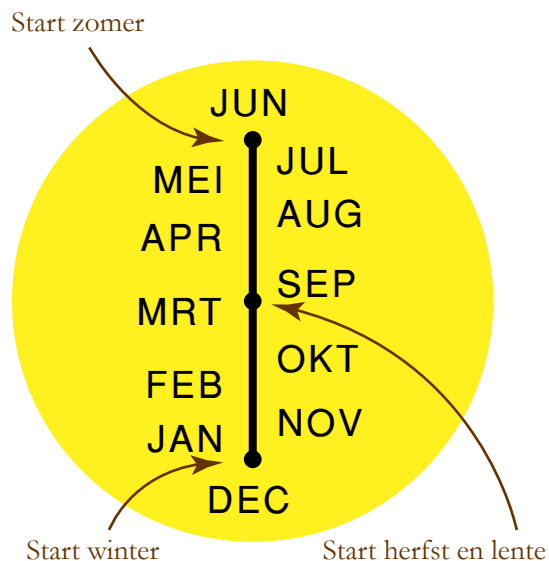 Start zomer
JUN
MEI
JUL
APR
AUG
MRT
SEP
FEB
OKT
JAN
NOV
DEC
Start winter
Start herfst en lente